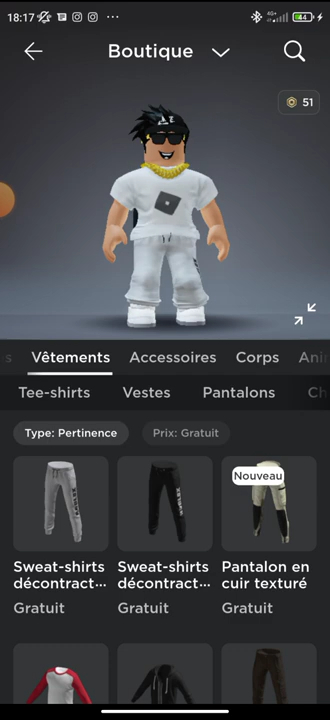 18:17
44
Boutique
51
Vêtements Accessoires Corps
Tee-shirts Vestes Pantalons
Type: Pertinence Prix: Gratuit
Nouveau
Sweat-shirts décontract... Sweat-shirts décontract... Pantalon en cuir texturé
Gratuit Gratuit Gratuit